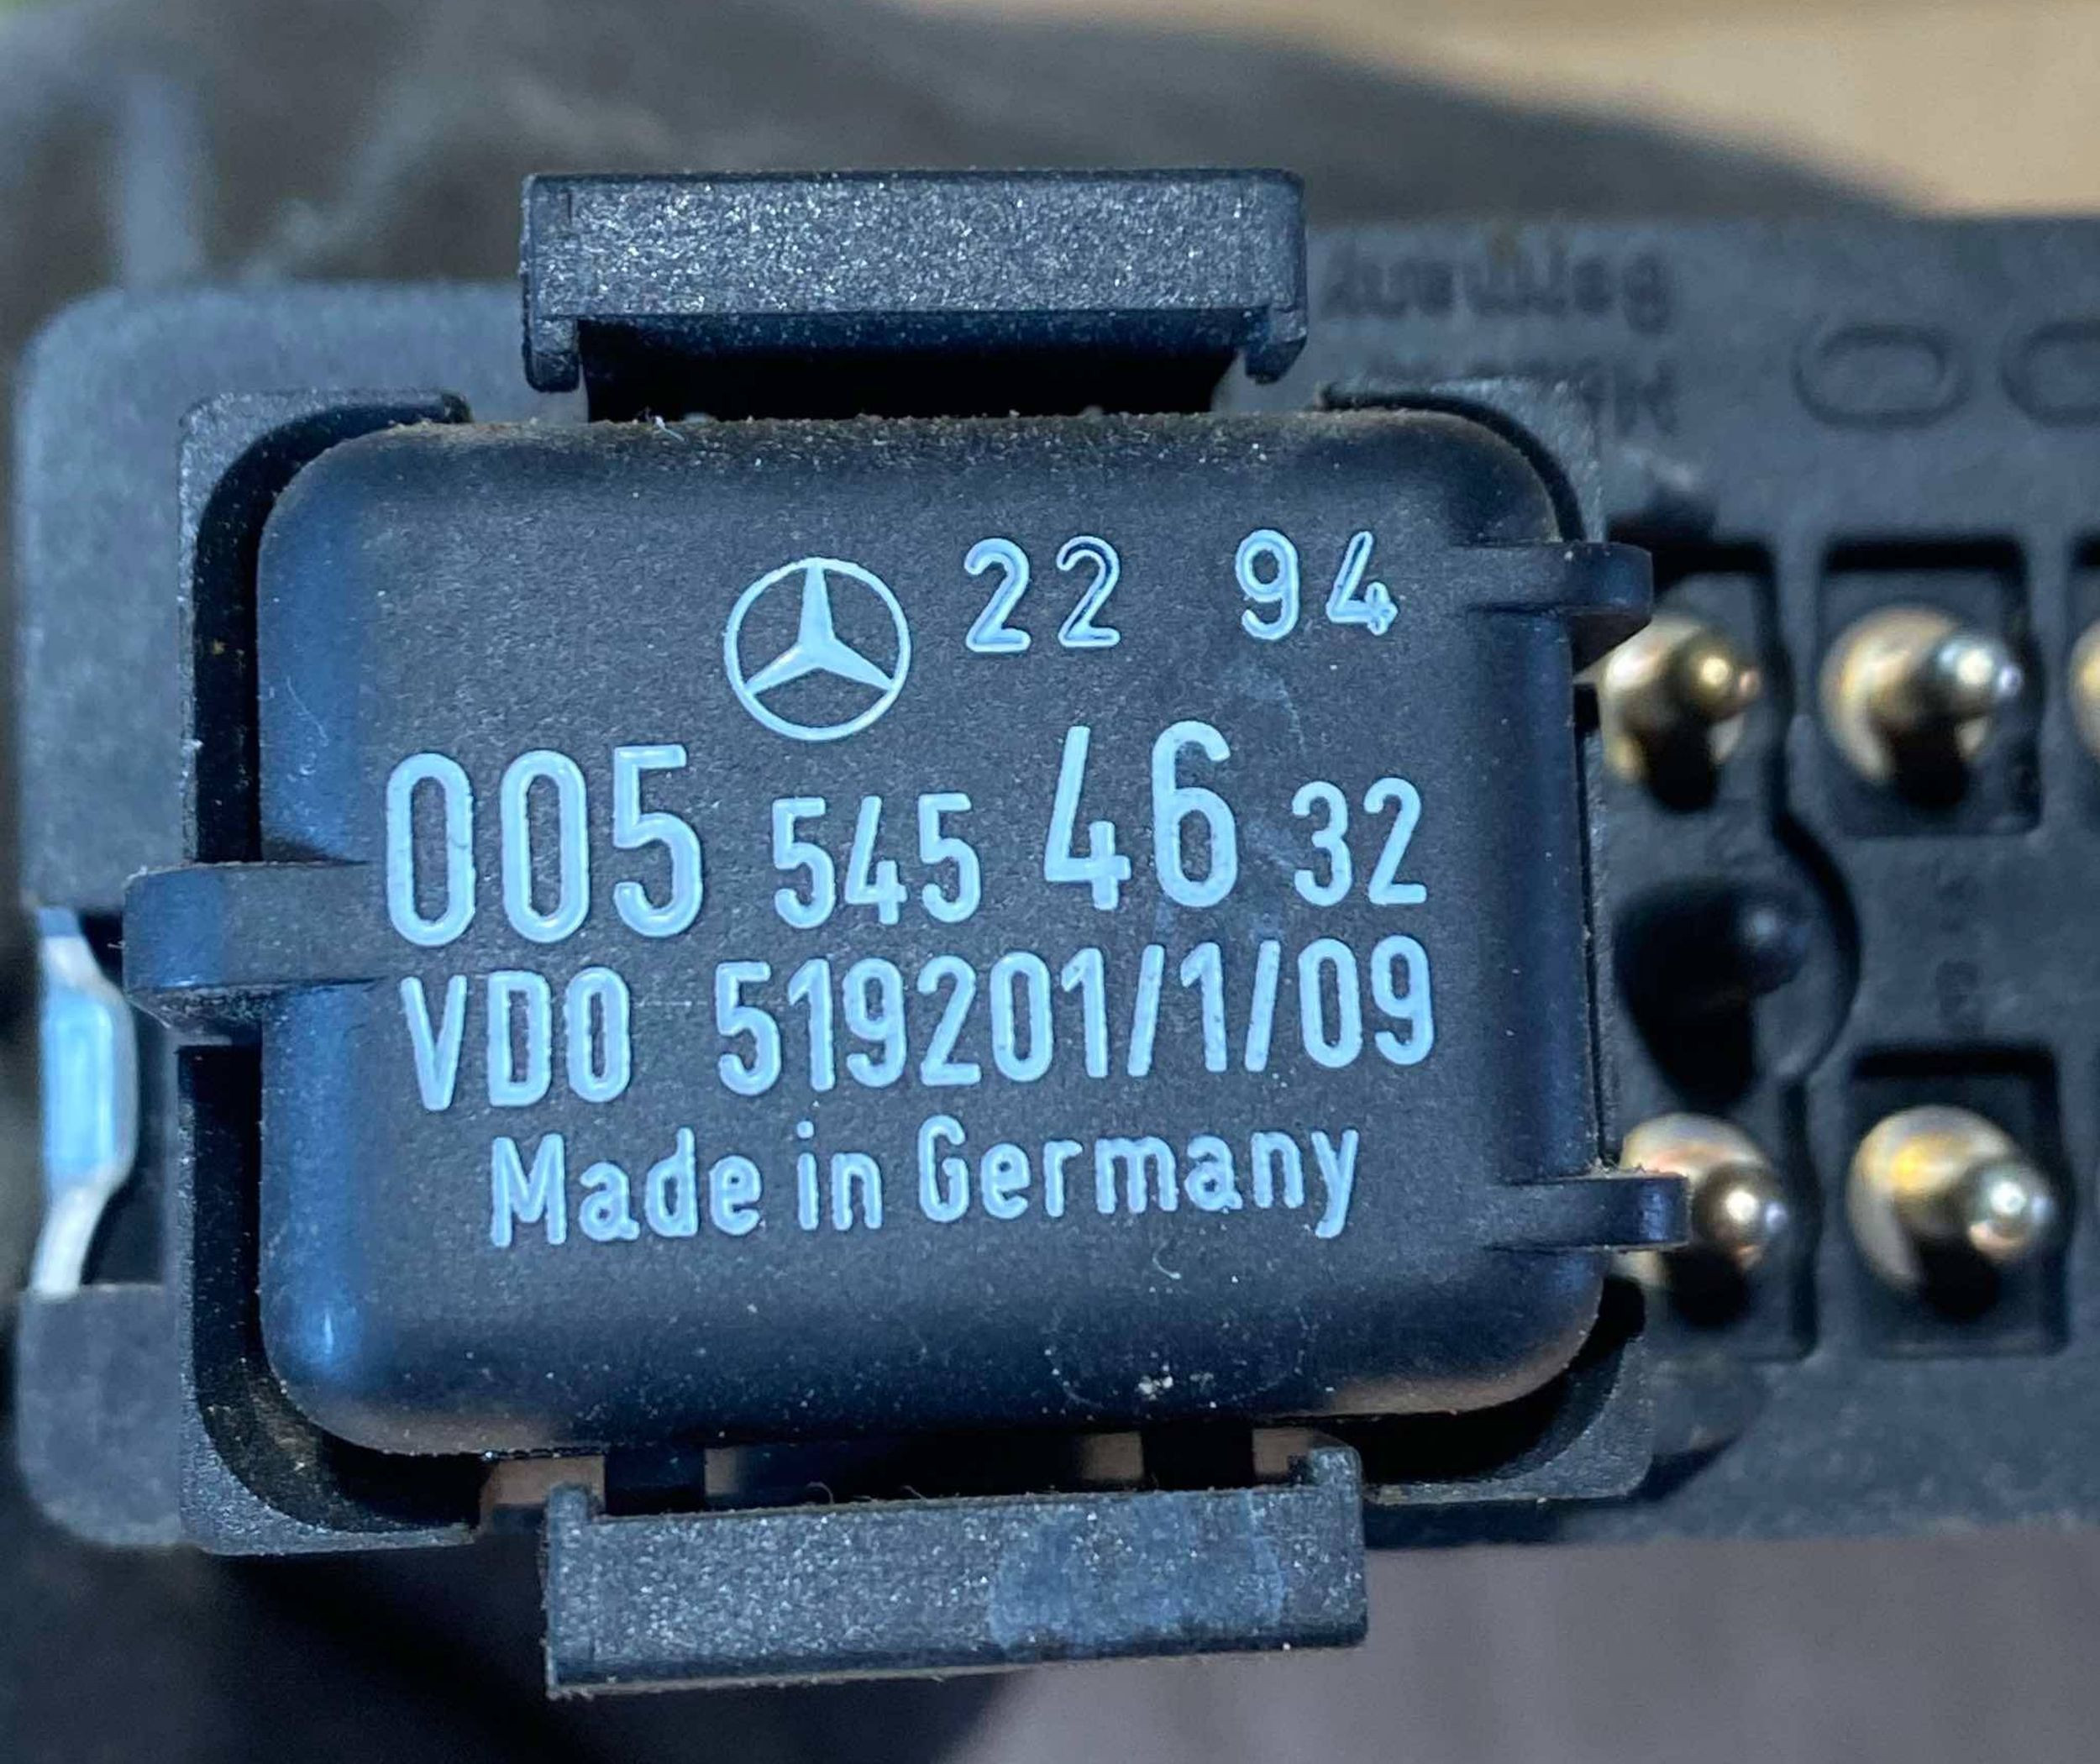 22 94
005 545 46 32
VDO 519201/1/09
Made in Germany